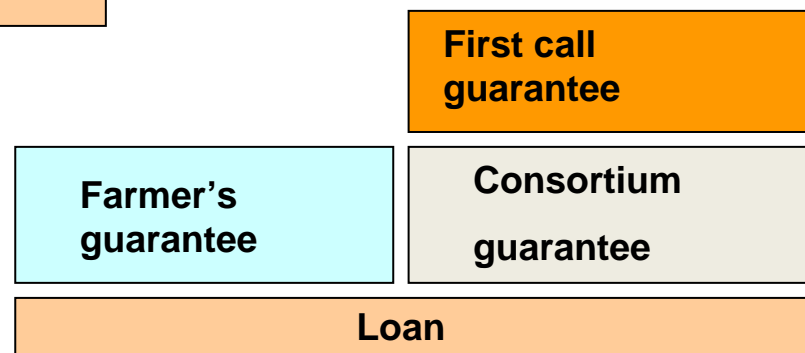 First call
guarantee
Farmer’s
guarantee
Consortium
guarantee
Loan